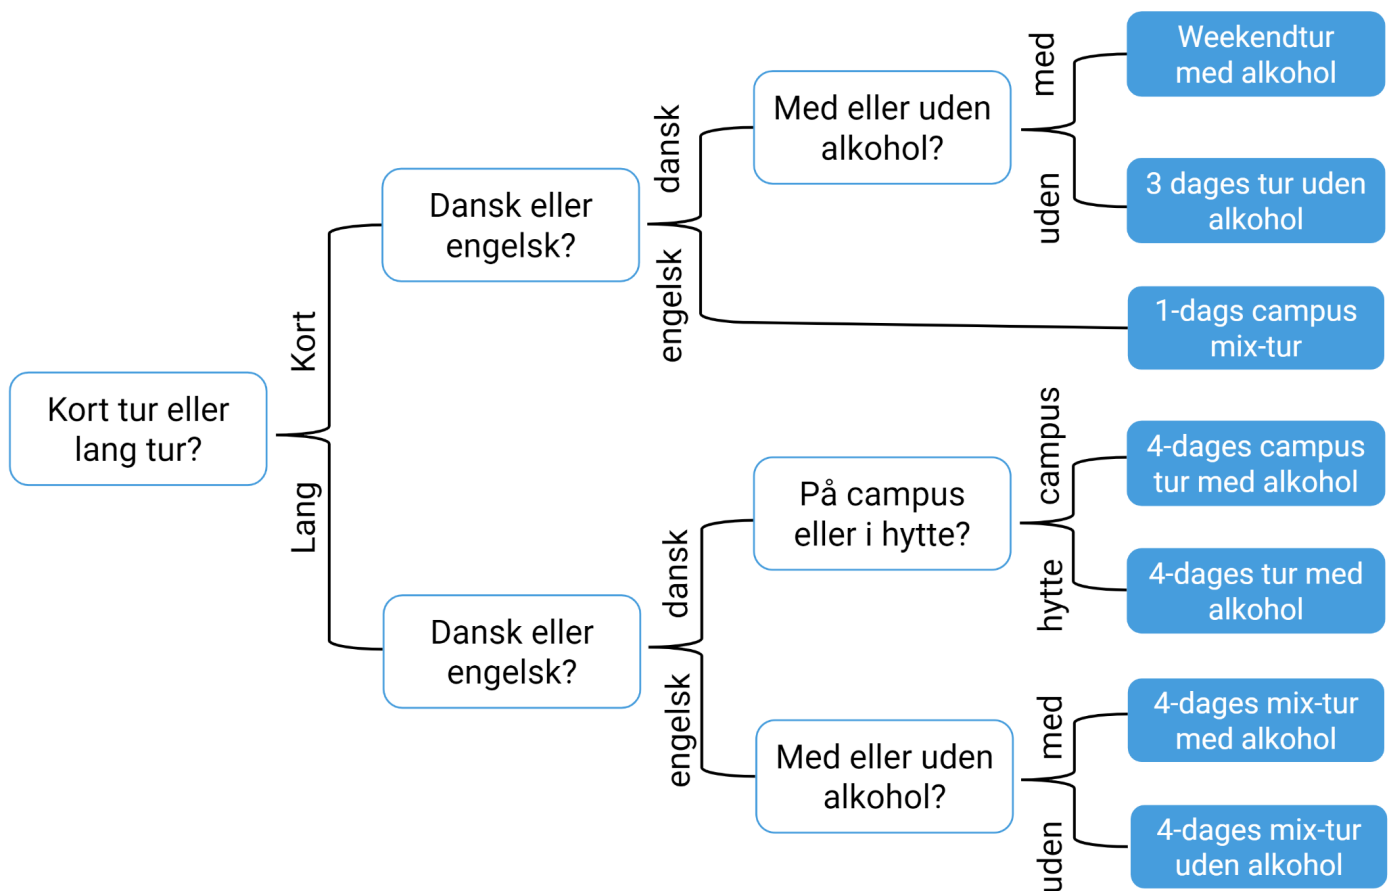 Kort tur eller
lang tur?
Kort
Lang
Dansk eller
engelsk?
dansk
engelsk
Med eller uden
alkohol?
med
uden
Weekendtur
med alkohol
3 dages tur uden
alkohol
1-dags campus
mix-tur
Dansk eller
engelsk?
dansk
engelsk
På campus
eller i hytte?
campus
hytte
4-dages campus
tur med alkohol
4-dages tur med
alkohol
Med eller uden
alkohol?
med
uden
4-dages mix-tur
med alkohol
4-dages mix-tur
uden alkohol